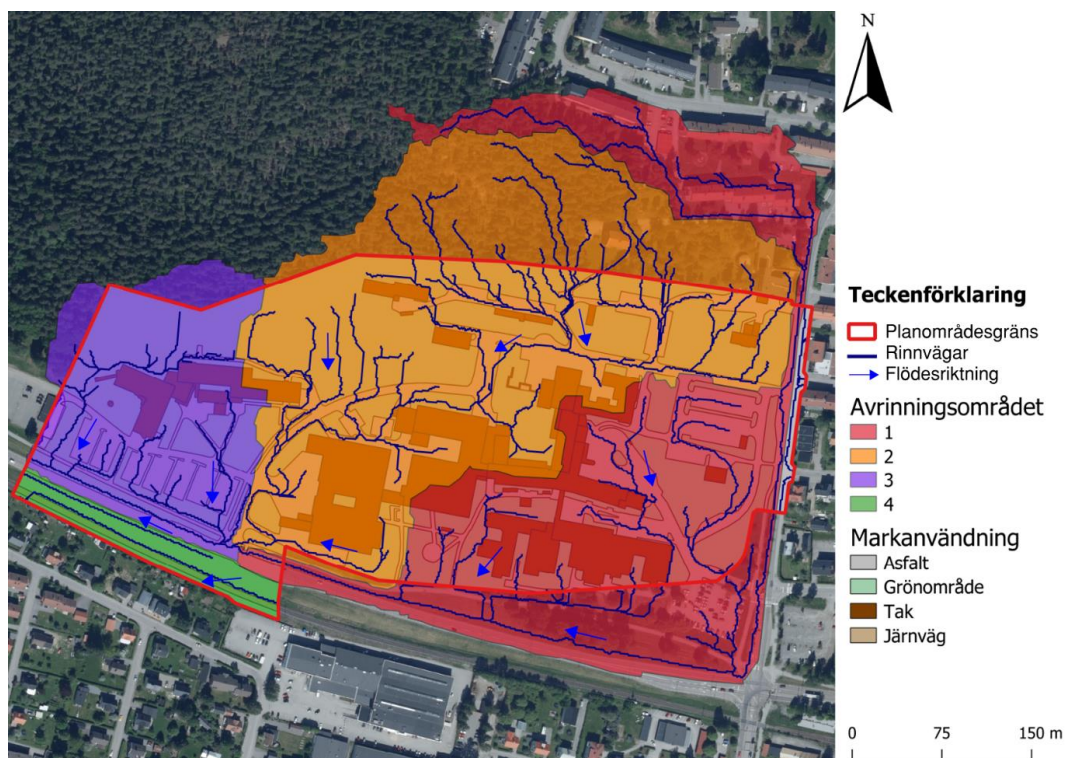 N
Teckenförklaring
Planområdesgräns
Rinnvägar
Flödesriktning
Avrinningsområdet
1
2
3
4
Markanvändning
Asfalt
Grönområde
Tak
Järnväg
0 75 150 m